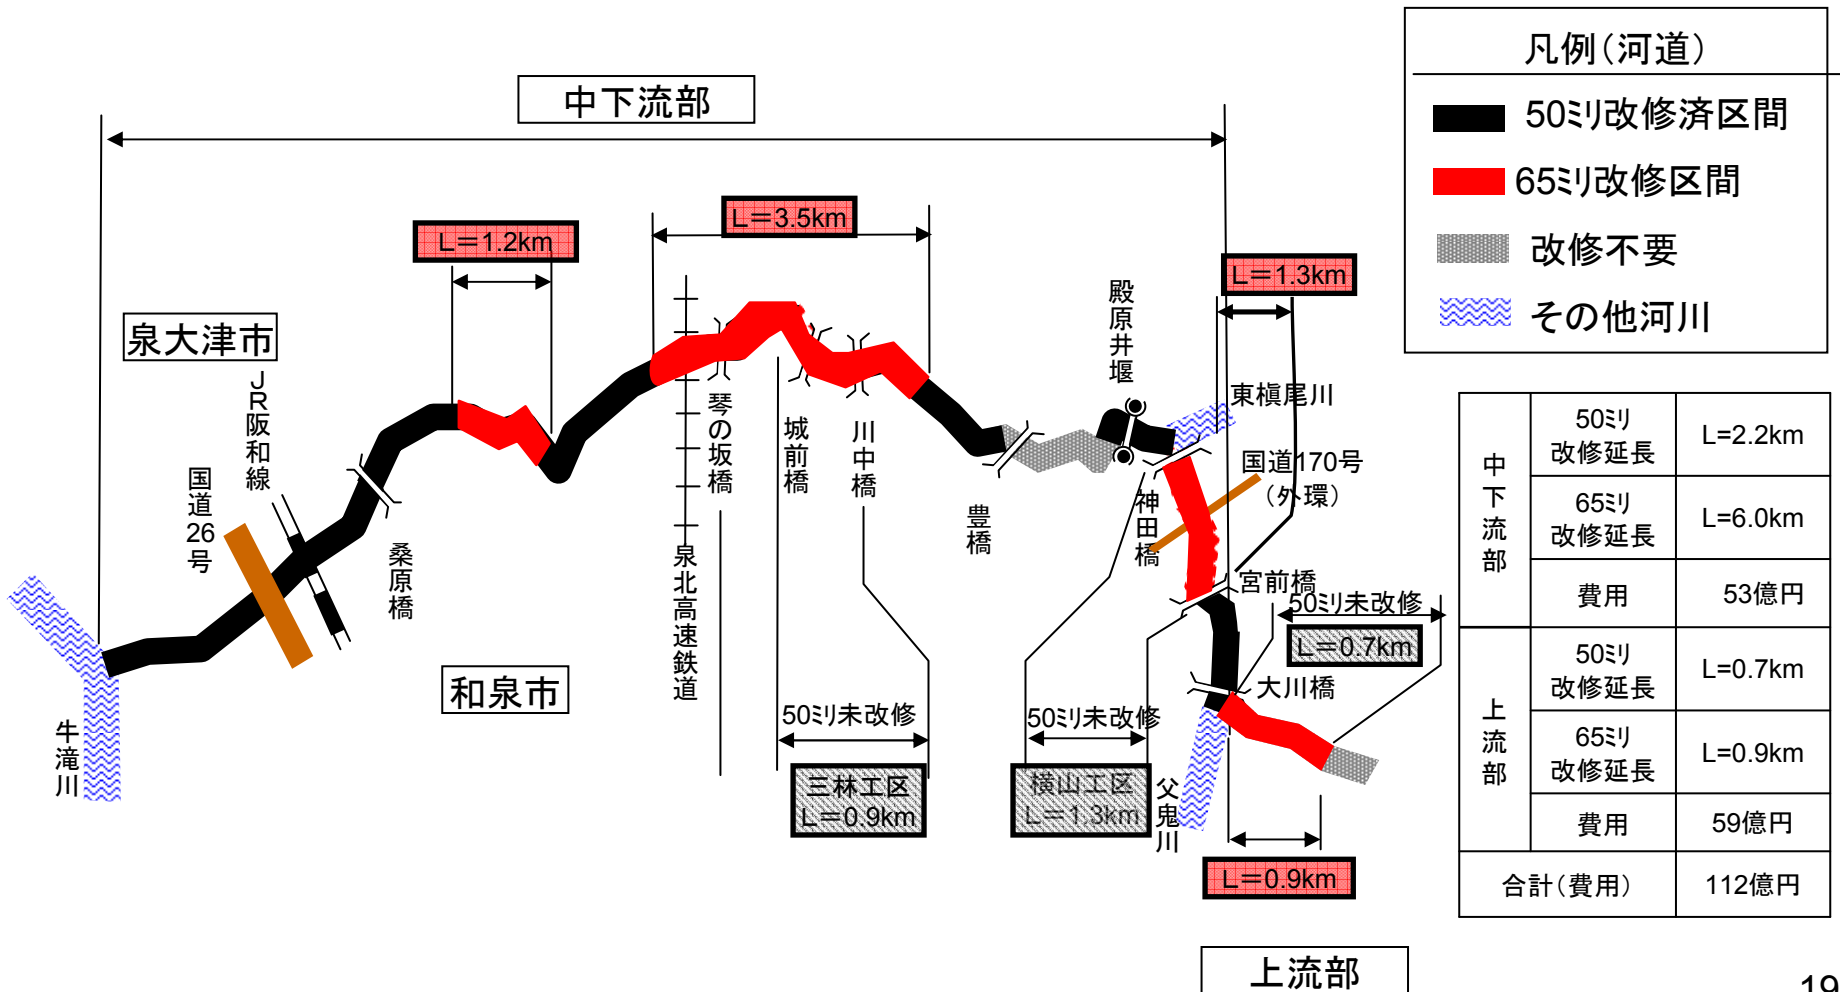 中下流部
凡例(河道)
50ミリ改修済区間
65ミリ改修区間
改修不要
その他河川
L=1.2km
L=3.5km
L=1.3km
泉大津市
和泉市
国道26号
JR阪和線
桑原橋
泉北高速鉄道
琴の坂橋
城前橋
川中橋
豊橋
殿原井堰
東槇尾川
国道170号
(外環)
神田橋
宮前橋
50ミリ未改修
L=0.7km
大川橋
牛滝川
父鬼川
50ミリ未改修
三林工区
L=0.9km
50ミリ未改修
横山工区
L=1.3km
L=0.9km
上流部
中下流部
50ミリ
改修延長
L=2.2km
65ミリ
改修延長
L=6.0km
費用
53億円
上流部
50ミリ
改修延長
L=0.7km
65ミリ
改修延長
L=0.9km
費用
59億円
合計(費用)
112億円
19